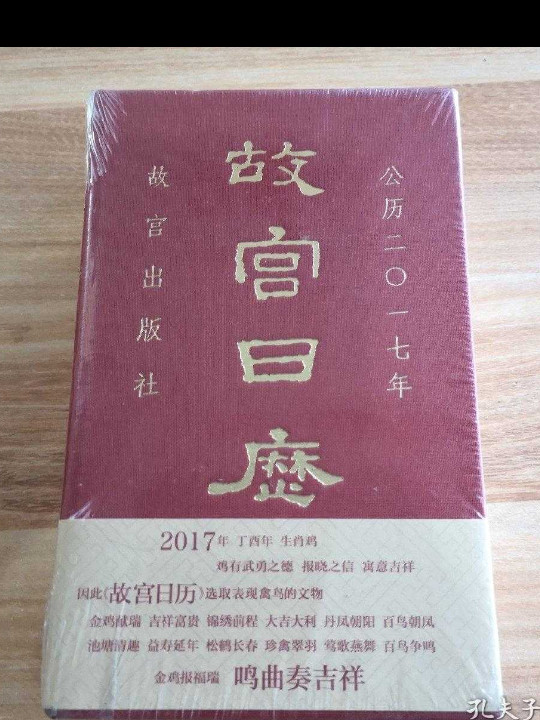 公历二〇一七年
故宫日歷
故宫出版社
2017年 丁酉年 生肖鸡
鸡有武勇之德 报晓之信 寓意吉祥
因此《故宫日历》选取表现禽鸟的文物
金鸡献瑞 吉祥富贵 锦绣前程 大吉大利 丹凤朝阳 百鸟朝凤
池塘清趣 益寿延年 松鹤长春 珍禽翠羽 莺歌燕舞 百鸟争鸣
金鸡报福瑞 鸣曲奏吉祥
孔夫子